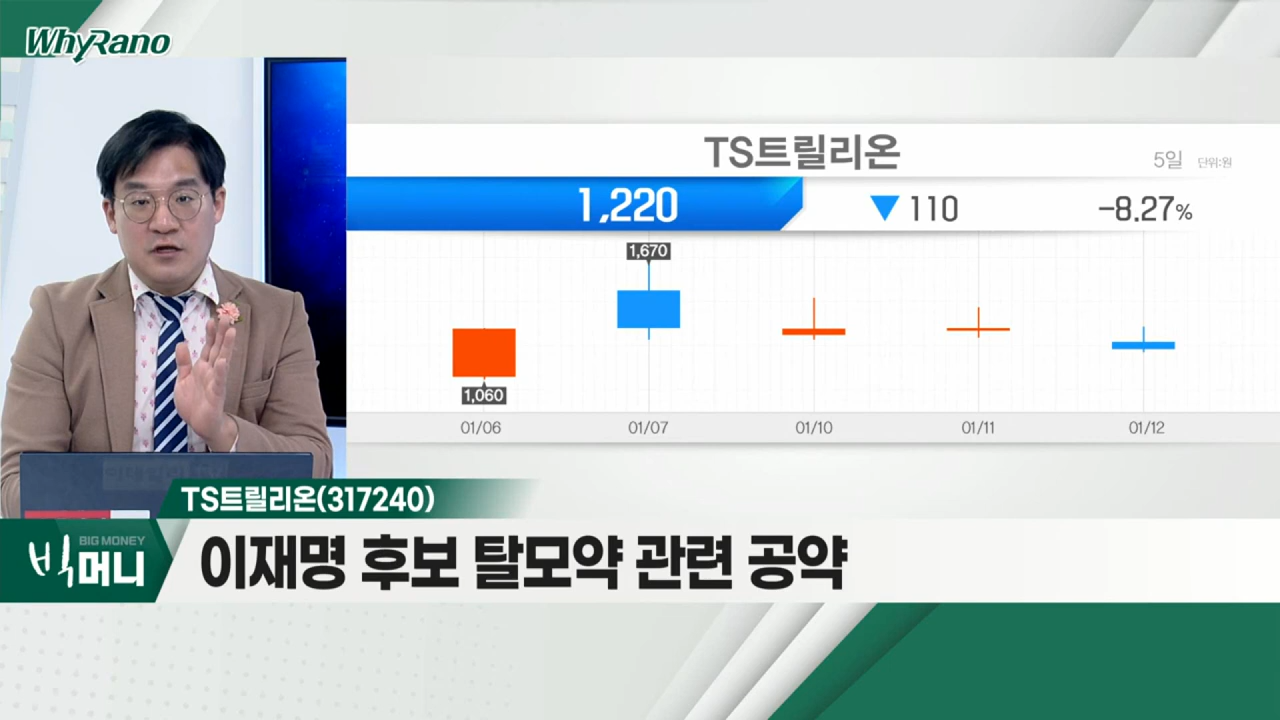 WhyRano
TS트릴리온
5일 단위:원
1,220 ▼110 -8.27%
1,670
1,060
01/06 01/07 01/10 01/11 01/12
TS트릴리온(317240)
BIG MONEY
빅머니
이재명 후보 탈모약 관련 공약